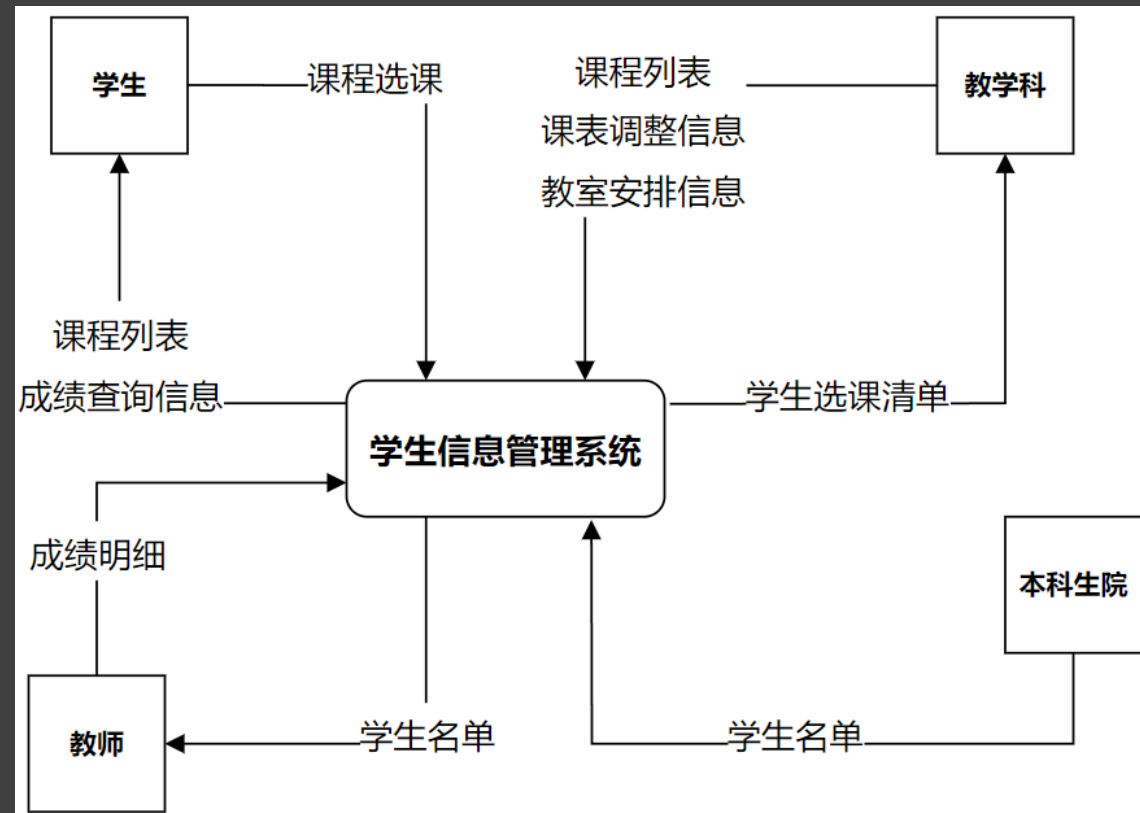 学生
课程选课
课程列表
课表调整信息
教室安排信息
教学科
课程列表
成绩查询信息
学生选课清单
学生信息管理系统
成绩明细
本科生院
教师
学生名单
学生名单